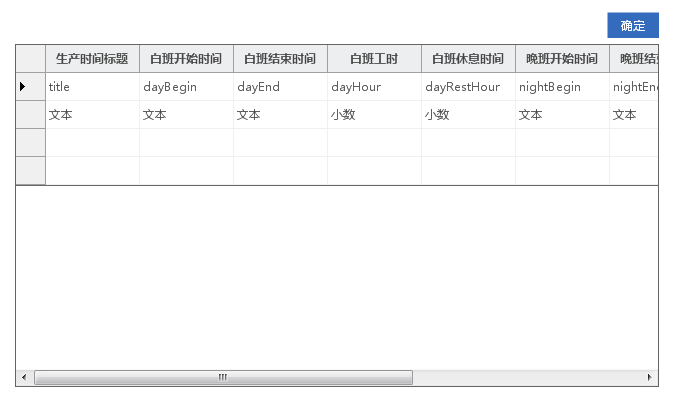 确定
生产时间标题 白班开始时间 白班结束时间 白班工时 白班休息时间 晚班开始时间 晚班结
title dayBegin dayEnd dayHour dayRestHour nightBegin nightEn
文本 文本 文本 小数 小数 文本 文本